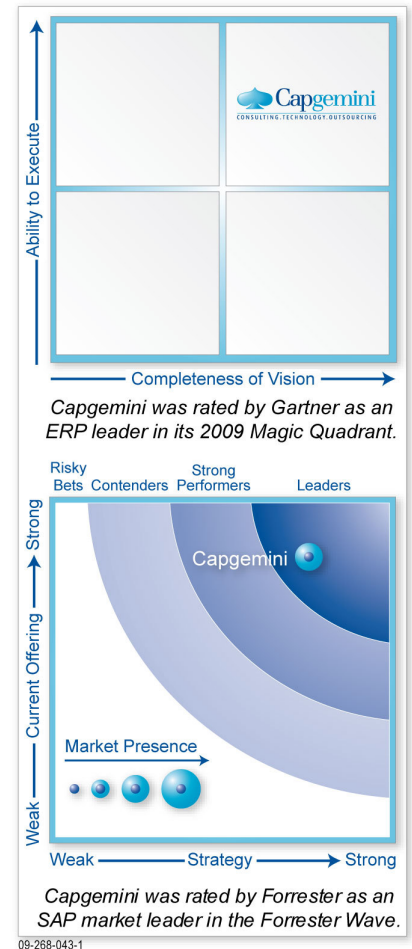 Ability to Execute
Capgemini
CONSULTING.TECHNOLOGY.OUTSOURCING
Completeness of Vision
Capgemini was rated by Gartner as an
ERP leader in its 2009 Magic Quadrant.
Risky
Bets
Contenders
Strong
Performers
Leaders
Weak
Current Offering
Strong
Capgemini
Market Presence
Weak
Strategy
Strong
Capgemini was rated by Forrester as an
SAP market leader in the Forrester Wave.
09-268-043-1